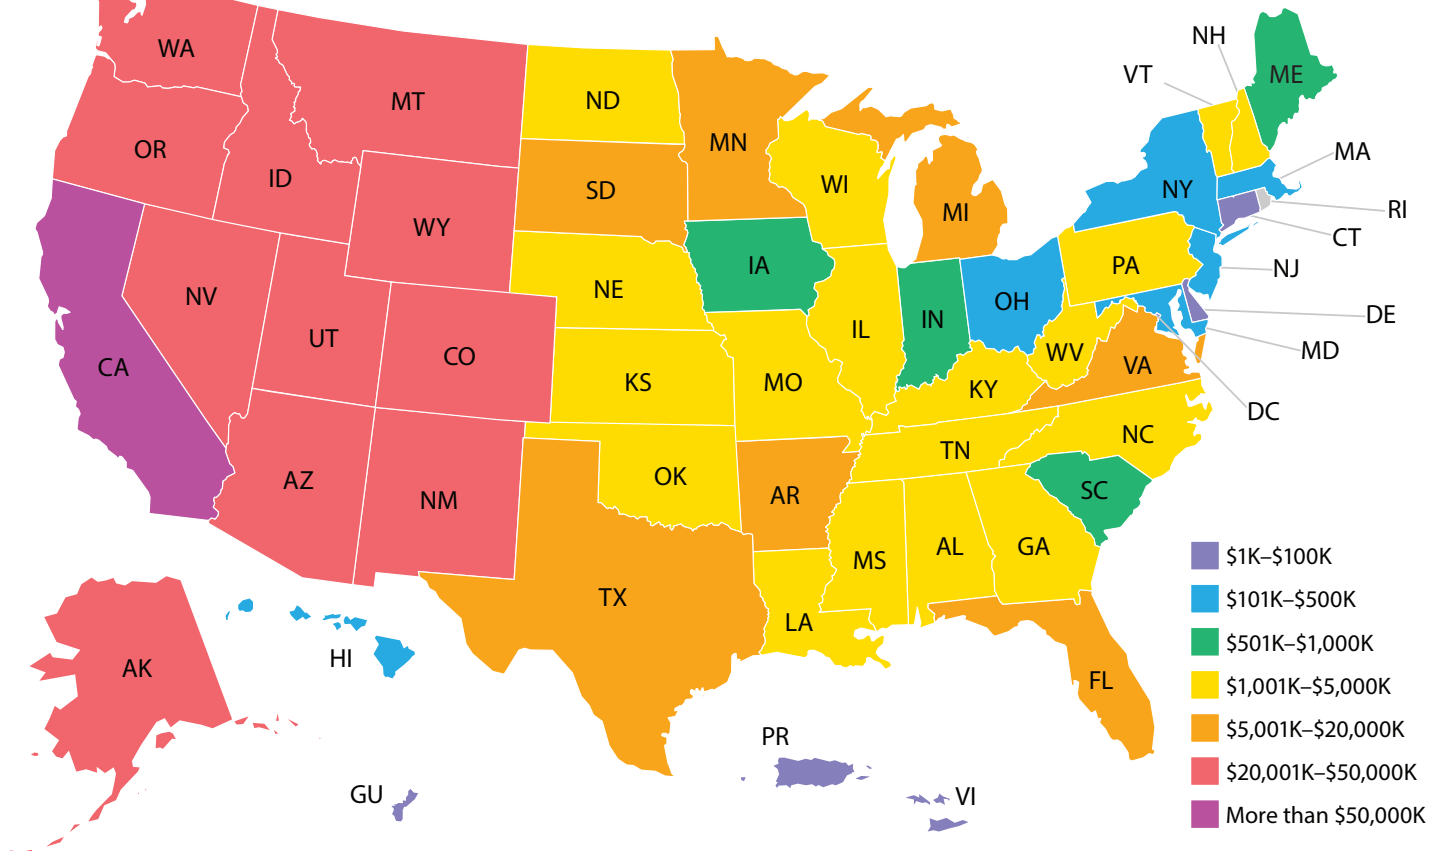 NH
WA
VT
ME
MT
ND
OR
MN
MA
ID
SD
WI
NY
MI
RI
WY
CT
IA
PA
NJ
NE
NV
OH
IN
DE
UT
IL
CO
WV
MD
CA
VA
KS
MO
KY
DC
NC
TN
OK
AZ
SC
AR
NM
AL
GA
MS
$1K–$100K
TX
$101K–$500K
LA
$501K–$1,000K
HI
AK
FL
$1,001K–$5,000K
$5,001K–$20,000K
PR
$20,001K–$50,000K
GU
VI
More than $50,000K